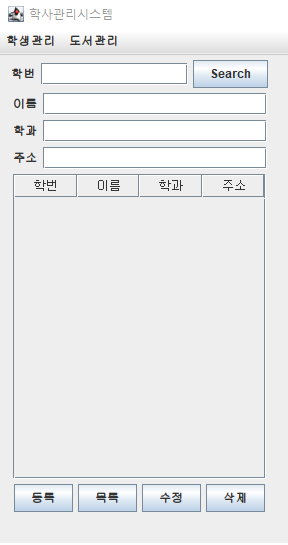 학사관리시스템
학생관리 도서관리
학번 Search
이름
학과
주소
학번 이름 학과 주소
등록 목록 수정 삭제